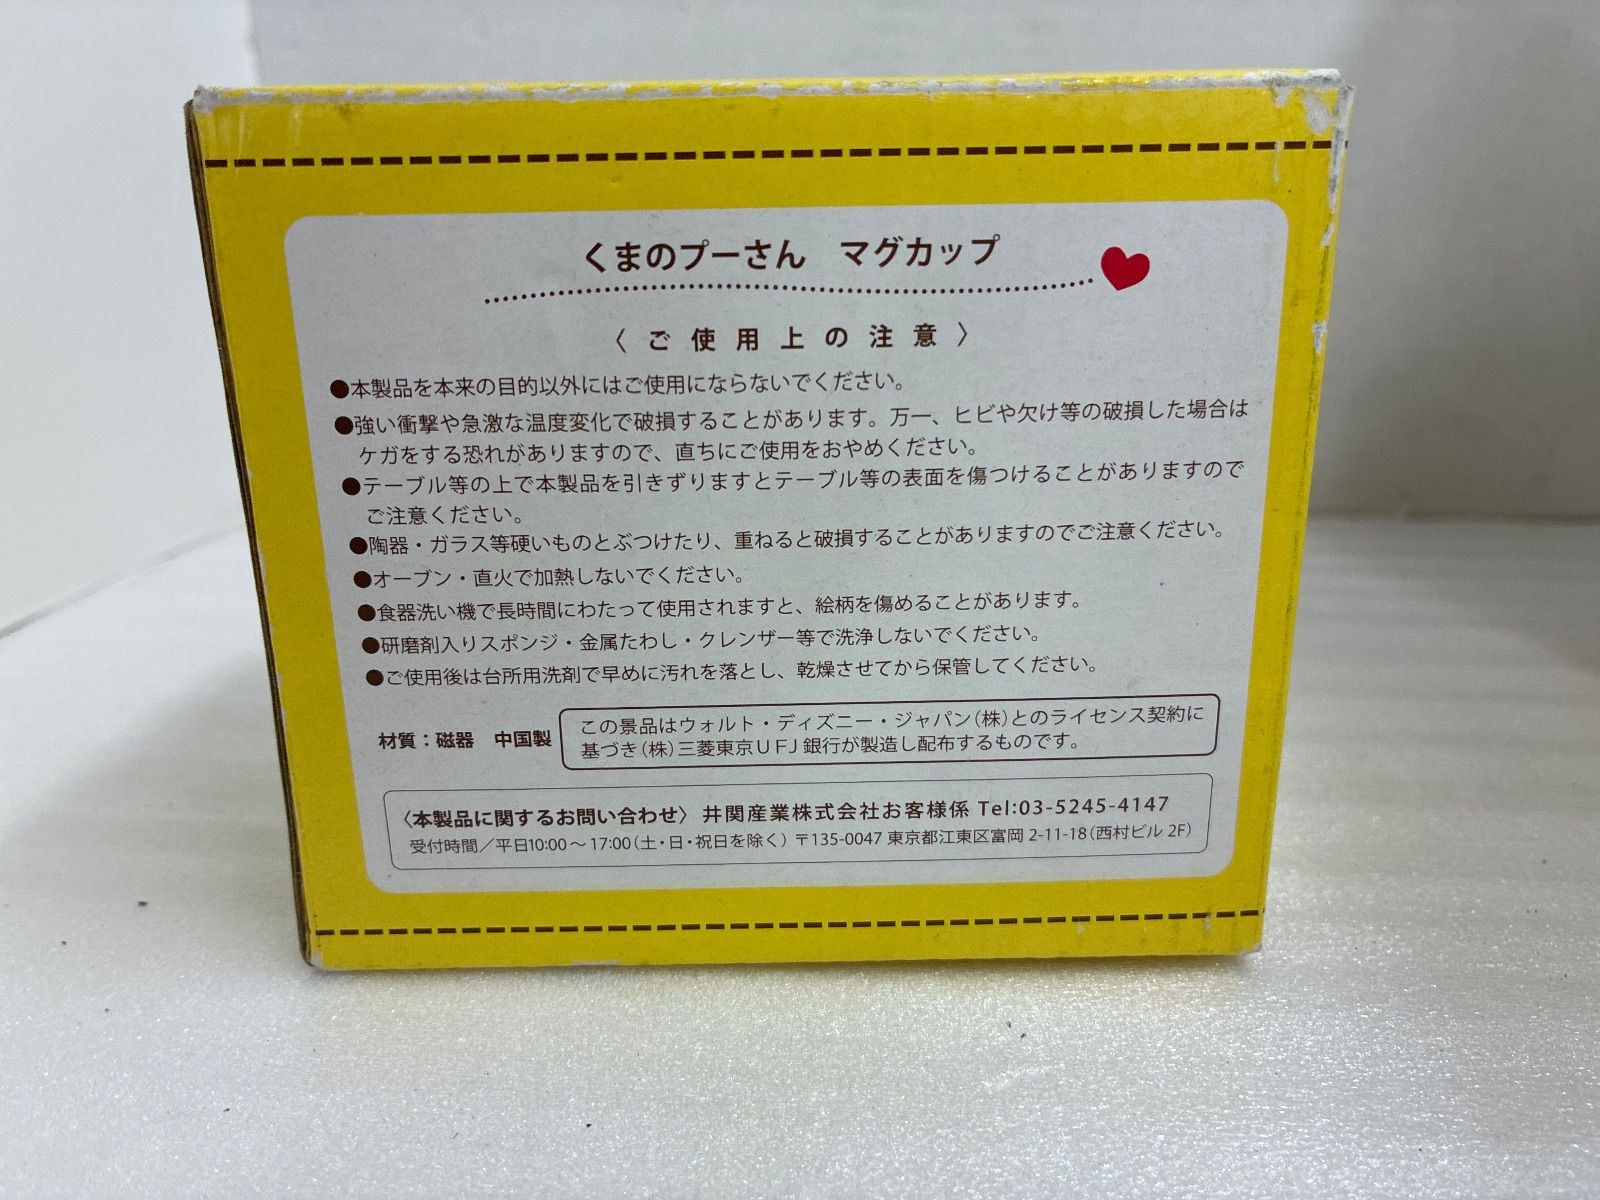 くまのプーさん　マグカップ
〈ご使用上の注意〉
●本製品を本来の目的以外にはご使用にならないでください。
●強い衝撃や急激な温度変化で破損することがあります。万一、ヒビや欠け等の破損した場合は
ケガをする恐れがありますので、直ちにご使用をおやめください。
●テーブル等の上で本製品を引きずりますとテーブル等の表面を傷つけることがありますので
ご注意ください。
●陶器・ガラス等硬いものとぶつけたり、重ねると破損することがありますのでご注意ください。
●オーブン・直火で加熱しないでください。
●食器洗い機で長時間にわたって使用されますと、絵柄を傷めることがあります。
●研磨剤入りスポンジ・金属たわし・クレンザー等で洗浄しないでください。
●ご使用後は台所用洗剤で早めに汚れを落とし、乾燥させてから保管してください。
材質：磁器　中国製
この景品はウォルト・ディズニー・ジャパン(株)とのライセンス契約に
基づき(株)三菱東京UFJ銀行が製造し配布するものです。
〈本製品に関するお問い合わせ〉井関産業株式会社お客様係 Tel:03-5245-4147
受付時間／平日10:00～17:00(土・日・祝日を除く) 〒135-0047 東京都江東区富岡2-11-18(西村ビル 2F)